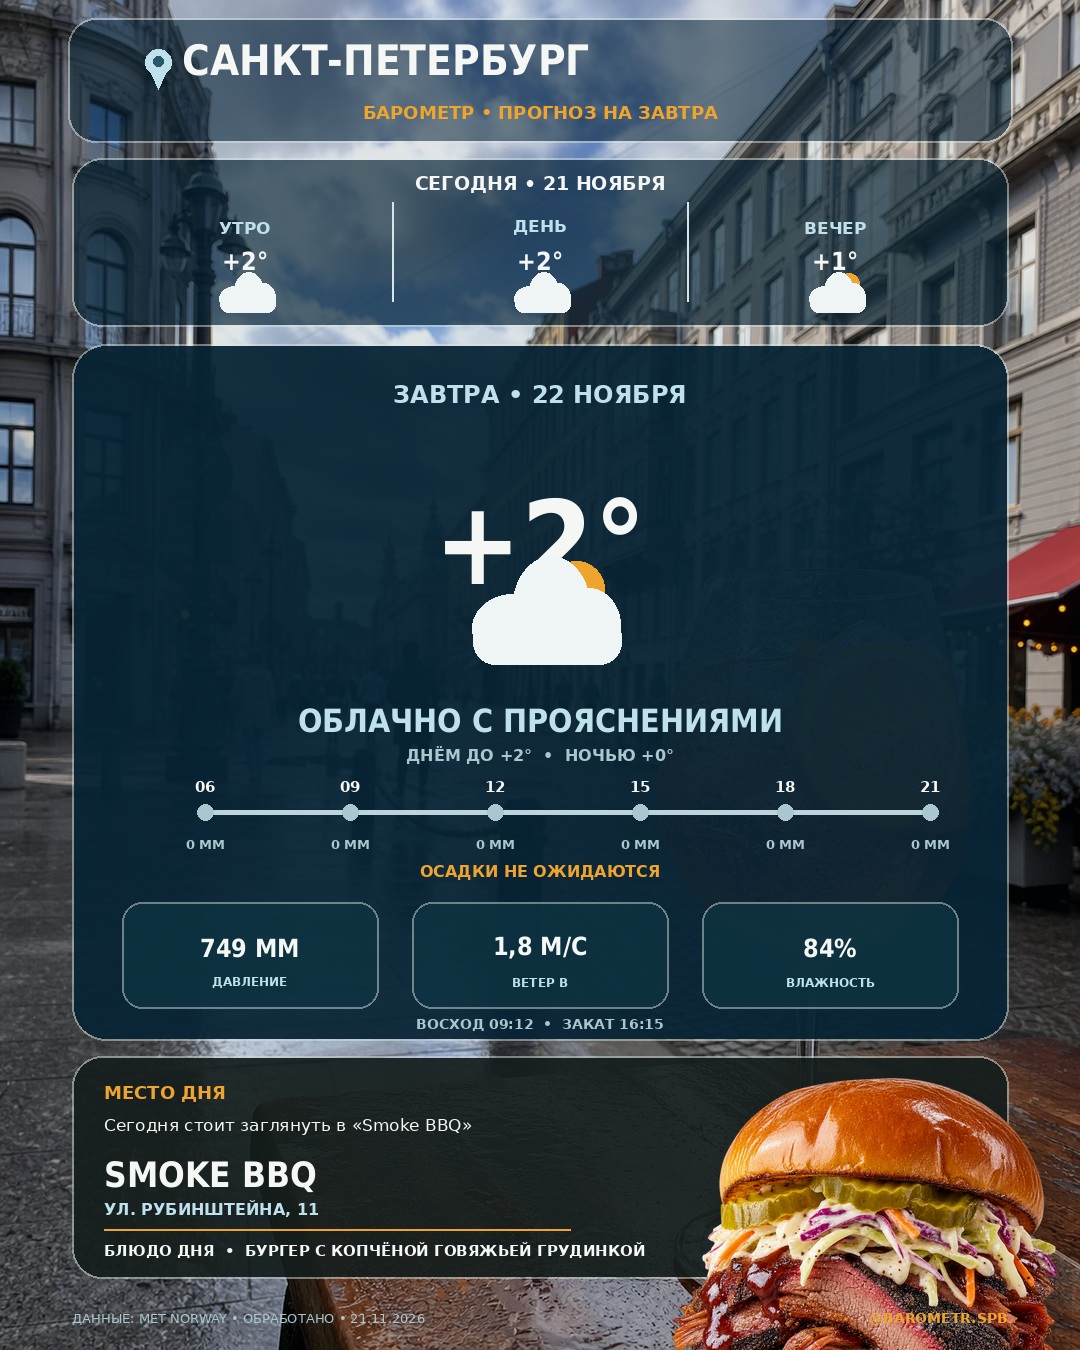 САНКТ-ПЕТЕРБУРГ
БАРОМЕТР • ПРОГНОЗ НА ЗАВТРА
СЕГОДНЯ • 21 НОЯБРЯ
УТРО ДЕНЬ ВЕЧЕР
+2° +2° +1°
ЗАВТРА • 22 НОЯБРЯ
+2°
ОБЛАЧНО С ПРОЯСНЕНИЯМИ
ДНЁМ ДО +2° • НОЧЬЮ +0°
06 09 12 15 18 21
0 ММ 0 ММ 0 ММ 0 ММ 0 ММ 0 ММ
ОСАДКИ НЕ ОЖИДАЮТСЯ
749 ММ 1,8 М/С 84%
ДАВЛЕНИЕ ВЕТЕР В ВЛАЖНОСТЬ
ВОСХОД 09:12 • ЗАКАТ 16:15
МЕСТО ДНЯ
Сегодня стоит заглянуть в «Smoke BBQ»
SMOKE BBQ
УЛ. РУБИНШТЕЙНА, 11
БЛЮДО ДНЯ • БУРГЕР С КОПЧЁНОЙ ГОВЯЖЬЕЙ ГРУДИНКОЙ
ДАННЫЕ: MET NORWAY • ОБРАБОТАНО • 21.11.2026
@BAROMETR.SPB